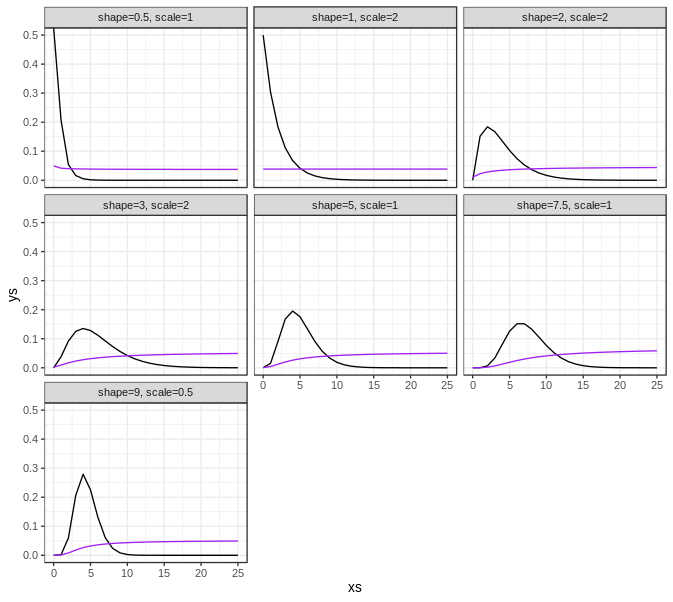 shape=0.5, scale=1
shape=1, scale=2
shape=2, scale=2
0.5
0.4
0.3
0.2
0.1
0.0
shape=3, scale=2
shape=5, scale=1
shape=7.5, scale=1
0.5
0.4
0.3
0.2
0.1
0.0
0 5 10 15 20 25
0 5 10 15 20 25
shape=9, scale=0.5
0.5
0.4
0.3
0.2
0.1
0.0
0 5 10 15 20 25
xs
ys